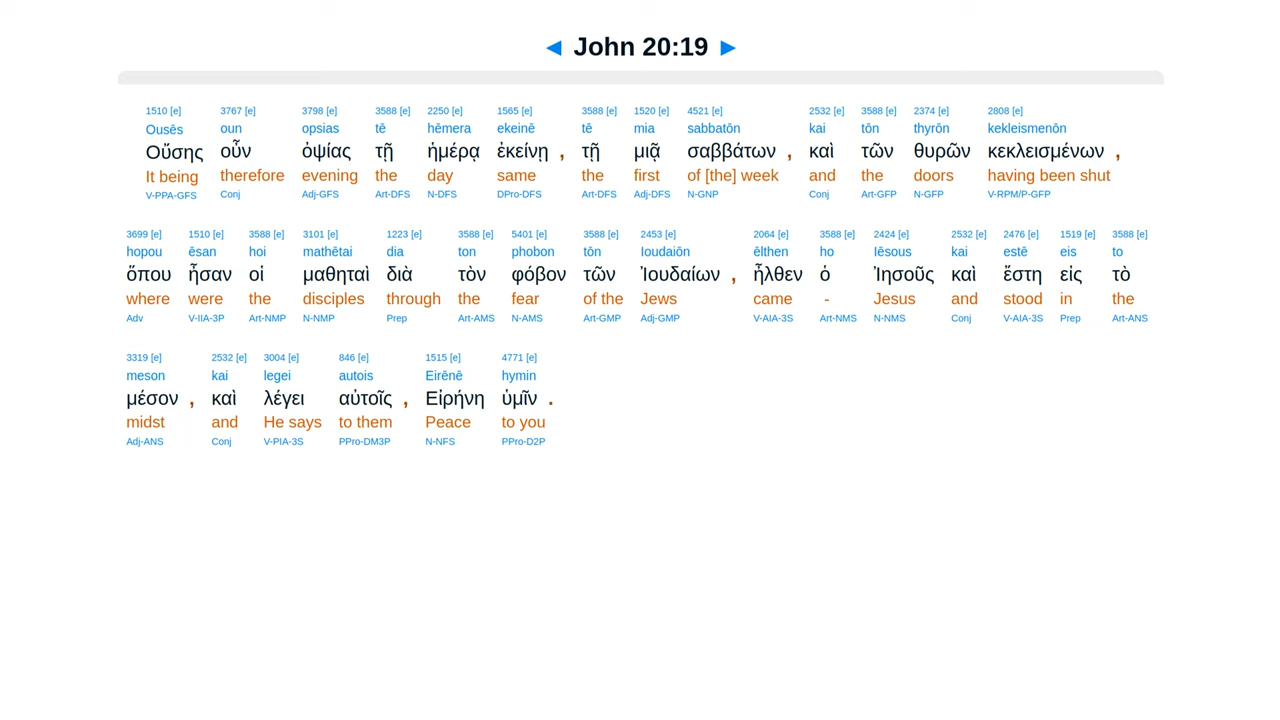 ◄ John 20:19 ►
1510 [e] 3767 [e] 3798 [e] 3588 [e] 2250 [e] 1565 [e] 3588 [e] 1520 [e] 4521 [e] 2532 [e] 3588 [e] 2374 [e] 2808 [e]
Ousēs oun opsias tē hēmera ekeinē tē mia sabbatōn kai tōn thyrōn kekleismenōn
Οὔσης οὖν ὀψίας τῇ ἡμέρᾳ ἐκείνῃ , τῇ μιᾷ σαββάτων , καὶ τῶν θυρῶν κεκλεισμένων ,
It being therefore evening the day same the first of [the] week and the doors having been shut
V-PPA-GFS Conj Adj-GFS Art-DFS N-DFS DPro-DFS Art-DFS Adj-DFS N-GNP Conj Art-GFP N-GFP V-RPM/P-GFP
3699 [e] 1510 [e] 3588 [e] 3101 [e] 1223 [e] 3588 [e] 5401 [e] 3588 [e] 2453 [e] 2064 [e] 3588 [e] 2424 [e] 2532 [e] 2476 [e] 1519 [e] 3588 [e]
hopou ēsan hoi mathētai dia ton phobon tōn Ioudaiōn ēlthen ho Iēsous kai estē eis to
ὅπου ἦσαν οἱ μαθηταὶ διὰ τὸν φόβον τῶν Ἰουδαίων , ἦλθεν ὁ Ἰησοῦς καὶ ἔστη εἰς τὸ
where were the disciples through the fear of the Jews came - Jesus and stood in the
Adv V-IIA-3P Art-NMP N-NMP Prep Art-AMS N-AMS Art-GMP Adj-GMP V-AIA-3S Art-NMS N-NMS Conj V-AIA-3S Prep Art-ANS
3319 [e] 2532 [e] 3004 [e] 846 [e] 1515 [e] 4771 [e]
meson kai legei autois Eirēnē hymin
μέσον , καὶ λέγει αὐτοῖς , Εἰρήνη ὑμῖν .
midst and He says to them Peace to you
Adj-ANS Conj V-PIA-3S PPro-DM3P N-NFS PPro-D2P